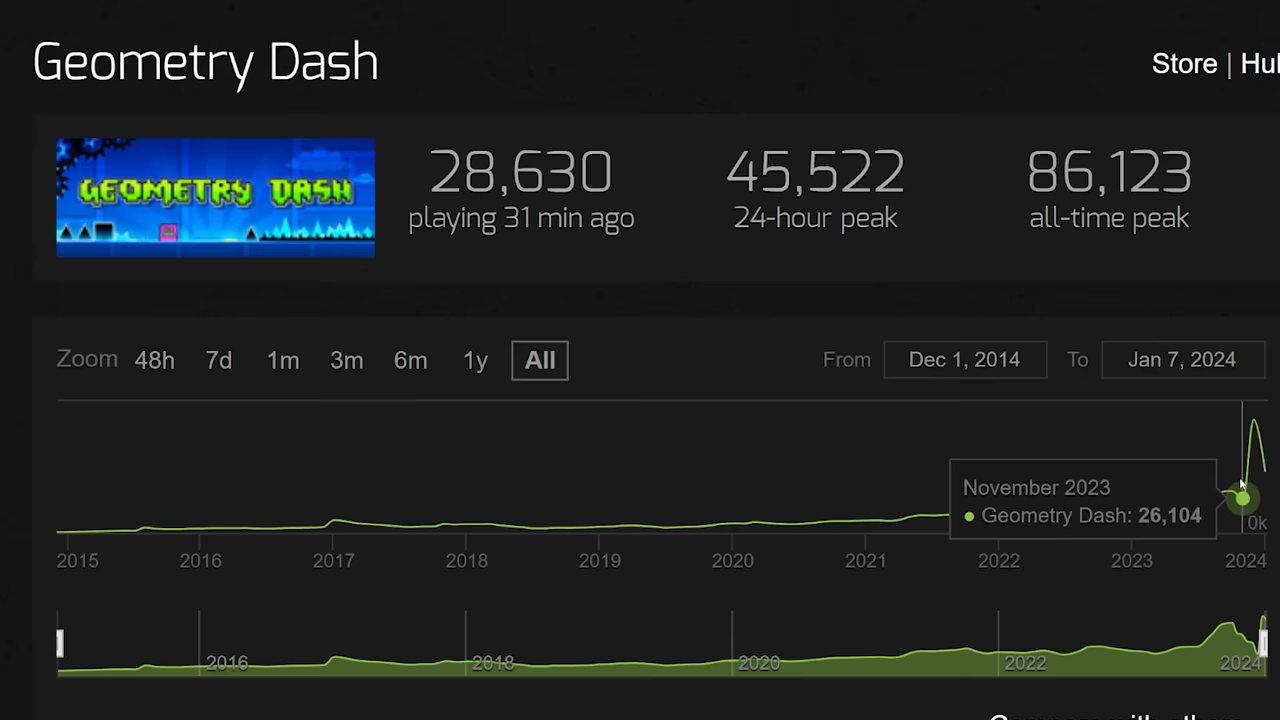 Geometry Dash
Store | Hu
GEOMETRY DASH
28,630
playing 31 min ago
45,522
24-hour peak
86,123
all-time peak
Zoom 48h 7d 1m 3m 6m 1y All
From Dec 1, 2014 To Jan 7, 2024
November 2023
Geometry Dash: 26,104
0k
2015 2016 2017 2018 2019 2020 2021 2022 2023 2024
2016 2018 2020 2022 2024